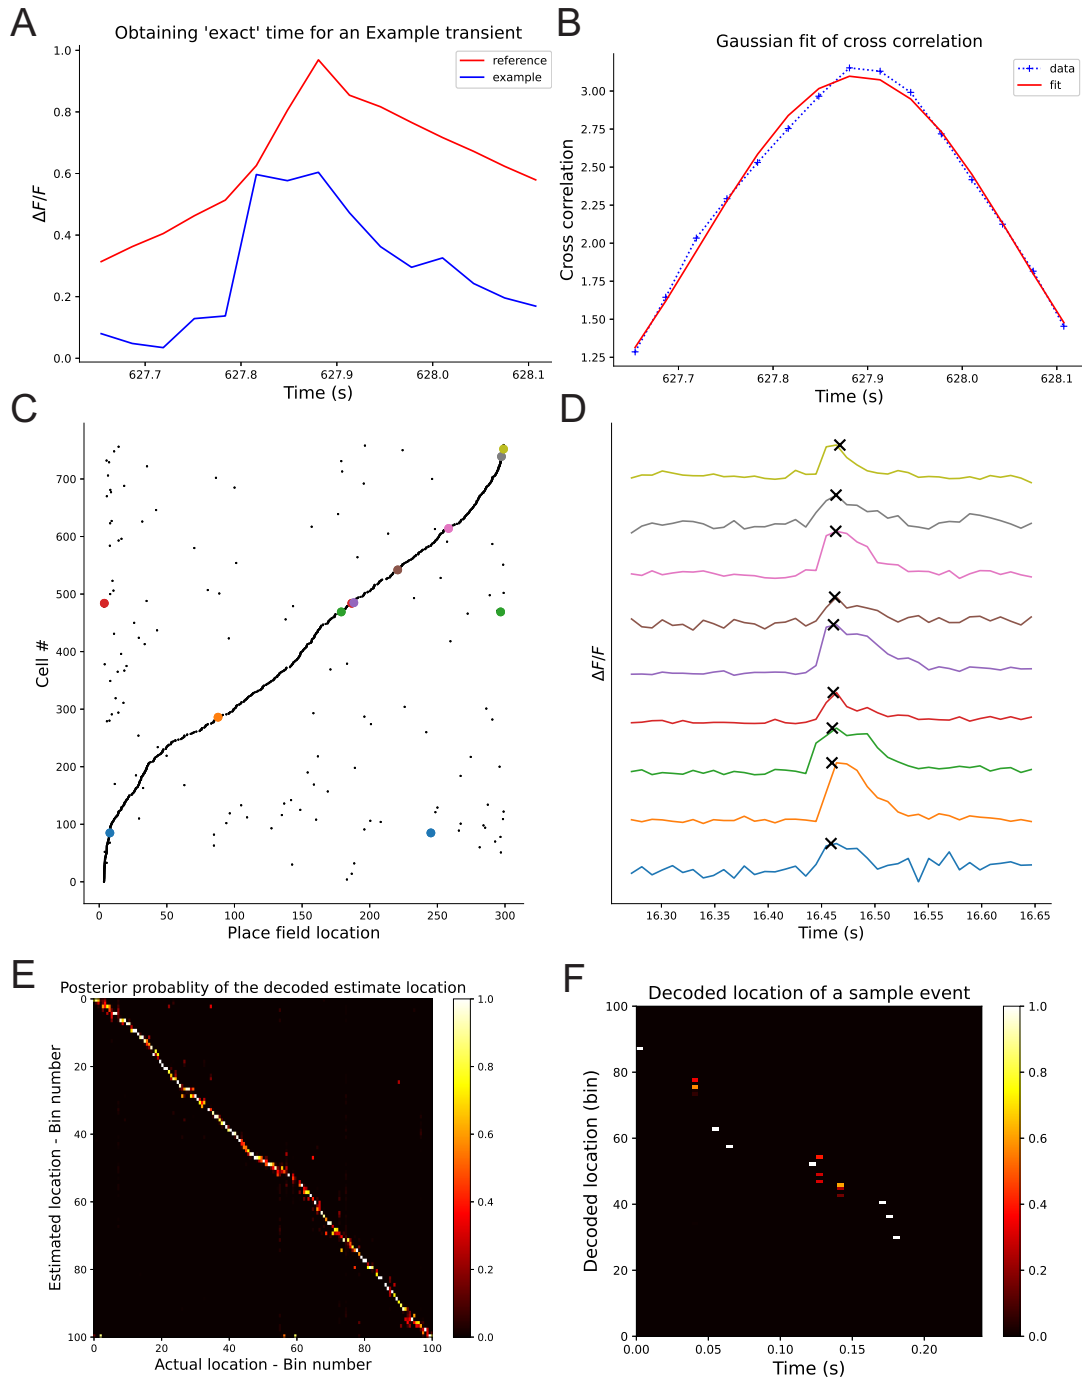 A
Obtaining 'exact' time for an Example transient
reference
example
1.0
0.8
0.6
0.4
0.2
0.0
ΔF/F
627.7 627.8 627.9 628.0 628.1
Time (s)
B
Gaussian fit of cross correlation
data
fit
3.00
2.75
2.50
2.25
2.00
1.75
1.50
1.25
Cross correlation
627.7 627.8 627.9 628.0 628.1
Time (s)
C
700
600
500
400
300
200
100
0
Cell #
0 50 100 150 200 250 300
Place field location
D
ΔF/F
16.30 16.35 16.40 16.45 16.50 16.55 16.60 16.65
Time (s)
E
Posterior probablity of the decoded estimate location
0
20
40
60
80
100
Estimated location - Bin number
0 20 40 60 80 100
Actual location - Bin number
1.0
0.8
0.6
0.4
0.2
0.0
F
Decoded location of a sample event
100
80
60
40
20
0
Decoded location (bin)
0.00 0.05 0.10 0.15 0.20
Time (s)
1.0
0.8
0.6
0.4
0.2
0.0